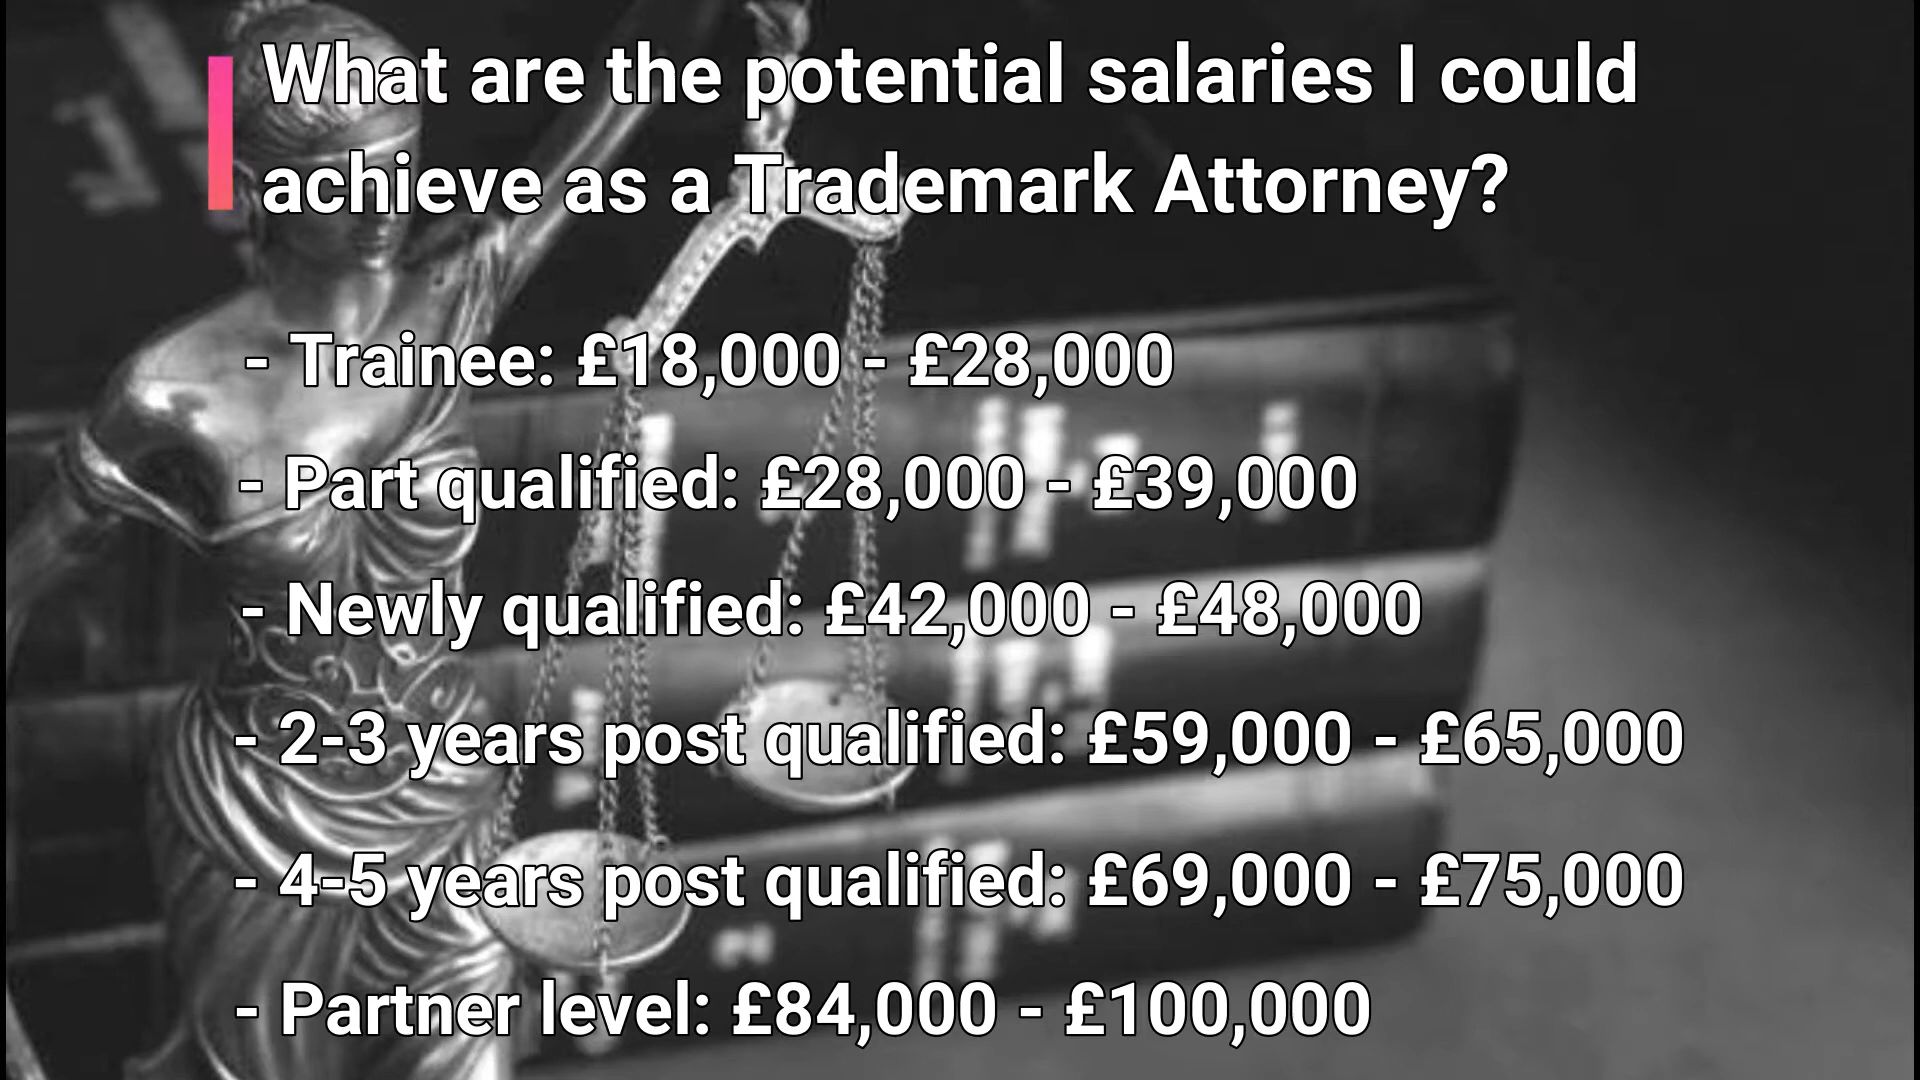 What are the potential salaries I could
achieve as a Trademark Attorney?
- Trainee: £18,000 - £28,000
- Part qualified: £28,000 - £39,000
- Newly qualified: £42,000 - £48,000
- 2-3 years post qualified: £59,000 - £65,000
- 4-5 years post qualified: £69,000 - £75,000
- Partner level: £84,000 - £100,000